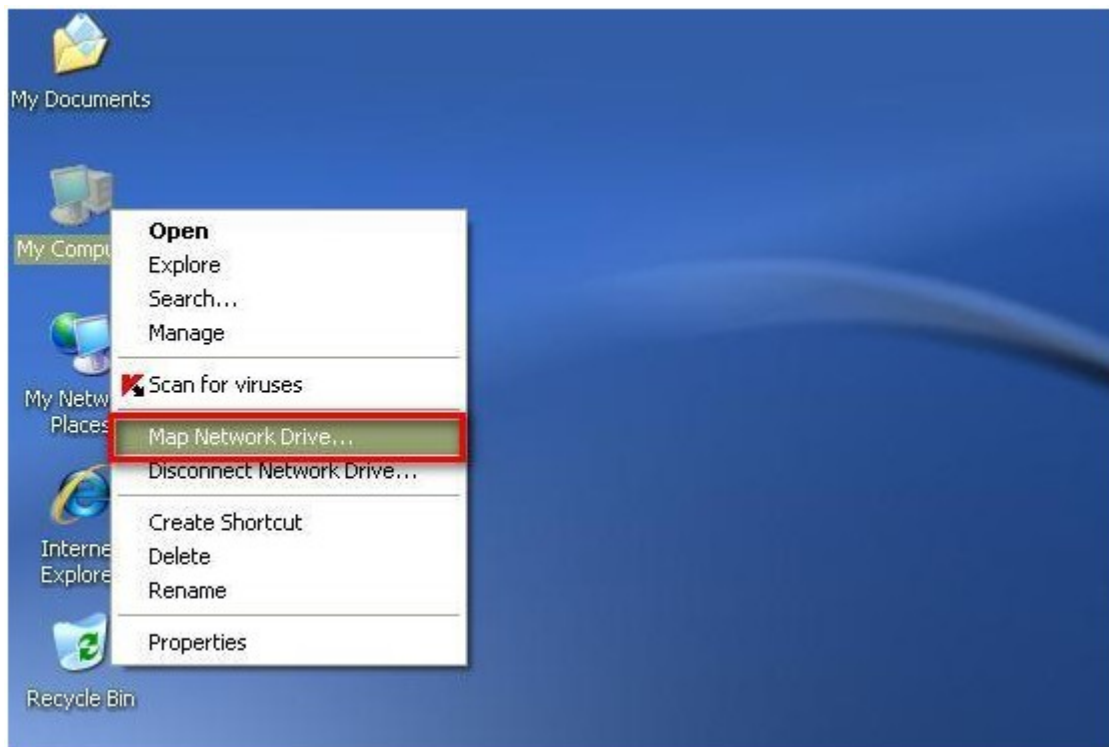 My Documents
My Compu
Open
Explore
Search...
Manage
Scan for viruses
Map Network Drive...
Disconnect Network Drive...
Create Shortcut
Delete
Rename
Properties
My Netw
Places
Interne
Explore
Recycle Bin